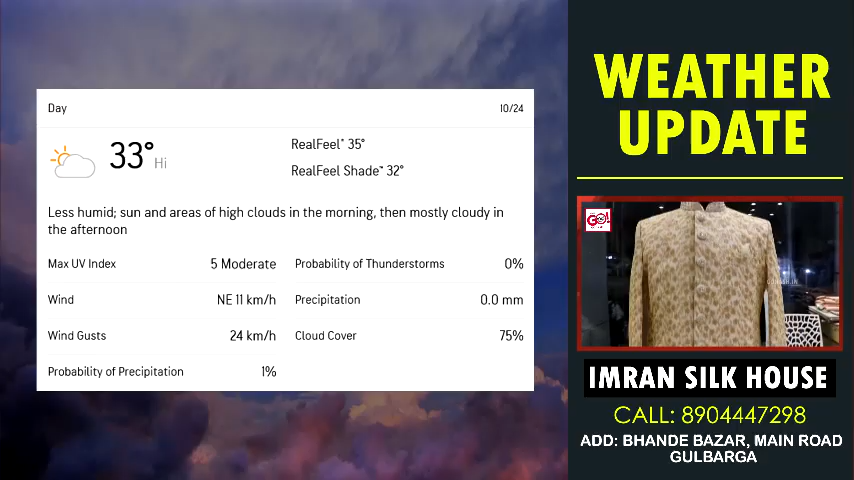 Day
10/24
33° Hi
RealFeel® 35°
RealFeel Shade™ 32°
Less humid; sun and areas of high clouds in the morning, then mostly cloudy in
the afternoon
Max UV Index 5 Moderate
Probability of Thunderstorms 0%
Wind NE 11 km/h
Precipitation 0.0 mm
Wind Gusts 24 km/h
Cloud Cover 75%
Probability of Precipitation 1%
WEATHER
UPDATE
GO!
IMRAN SILK HOUSE
CALL: 8904447298
ADD: BHANDE BAZAR, MAIN ROAD
GULBARGA